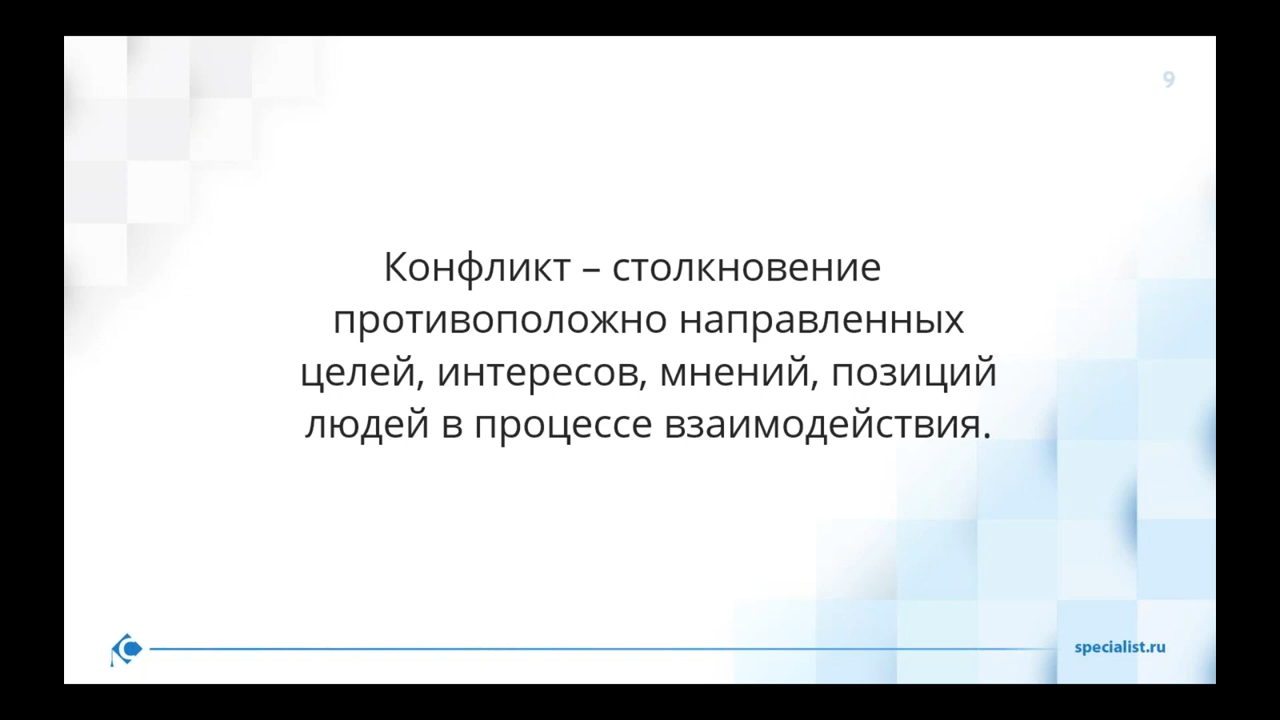 9
Конфликт – столкновение
противоположно направленных
целей, интересов, мнений, позиций
людей в процессе взаимодействия.
specialist.ru